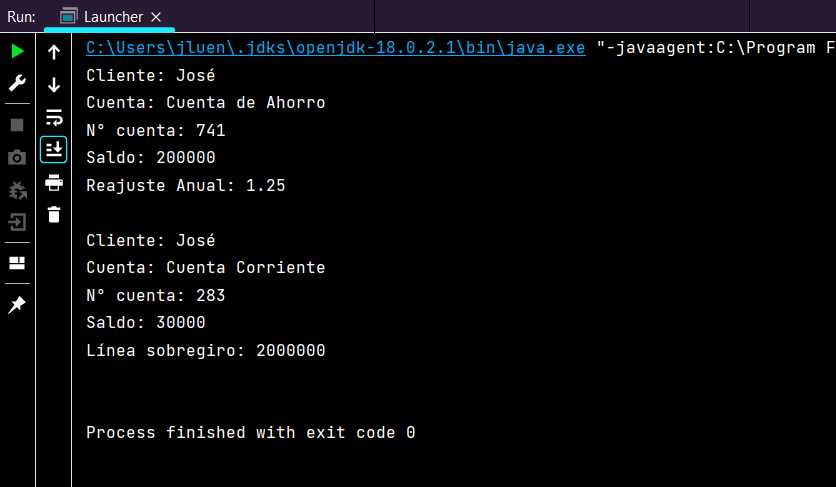 Run: Launcher
C:\Users\jluen\.jdks\openjdk-18.0.2.1\bin\java.exe "-javaagent:C:\Program F
Cliente: José
Cuenta: Cuenta de Ahorro
N° cuenta: 741
Saldo: 200000
Reajuste Anual: 1.25
Cliente: José
Cuenta: Cuenta Corriente
N° cuenta: 283
Saldo: 30000
Línea sobregiro: 2000000
Process finished with exit code 0